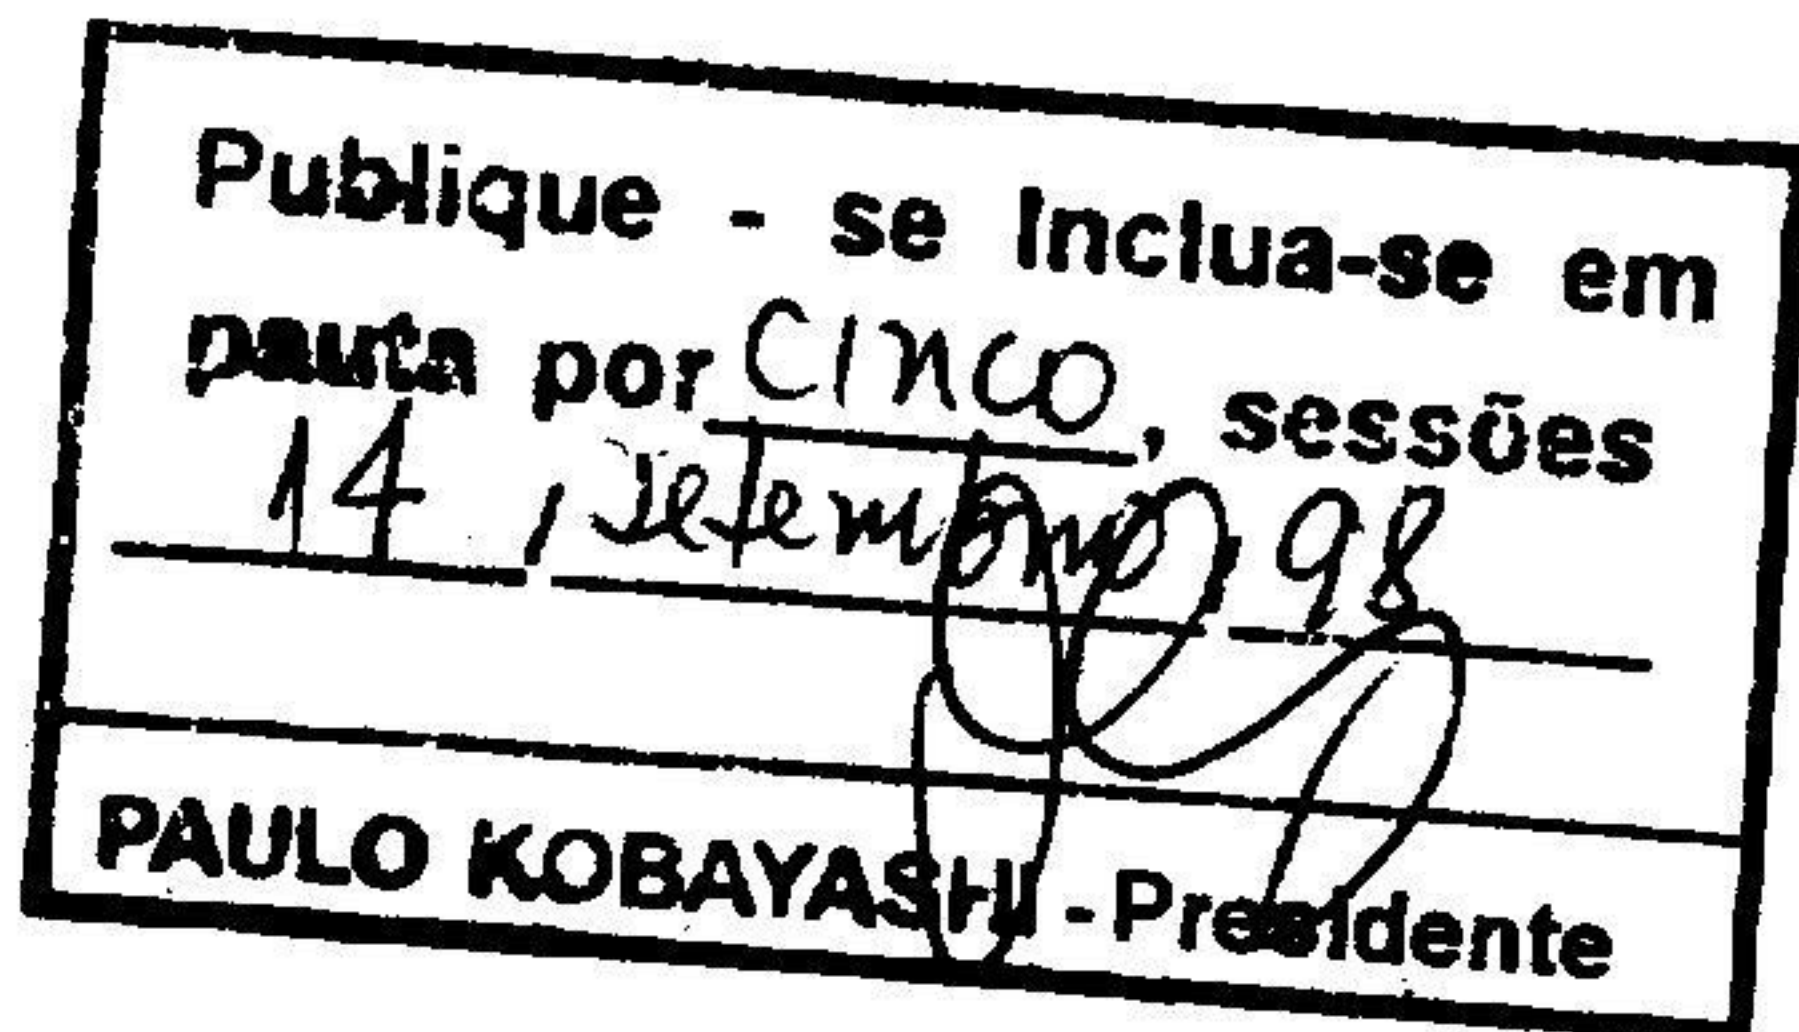 Publique - se Inclua-se em
pauta por cinco, sessões
14 / Setembro / 98
PAULO KOBAYASHI - Presidente